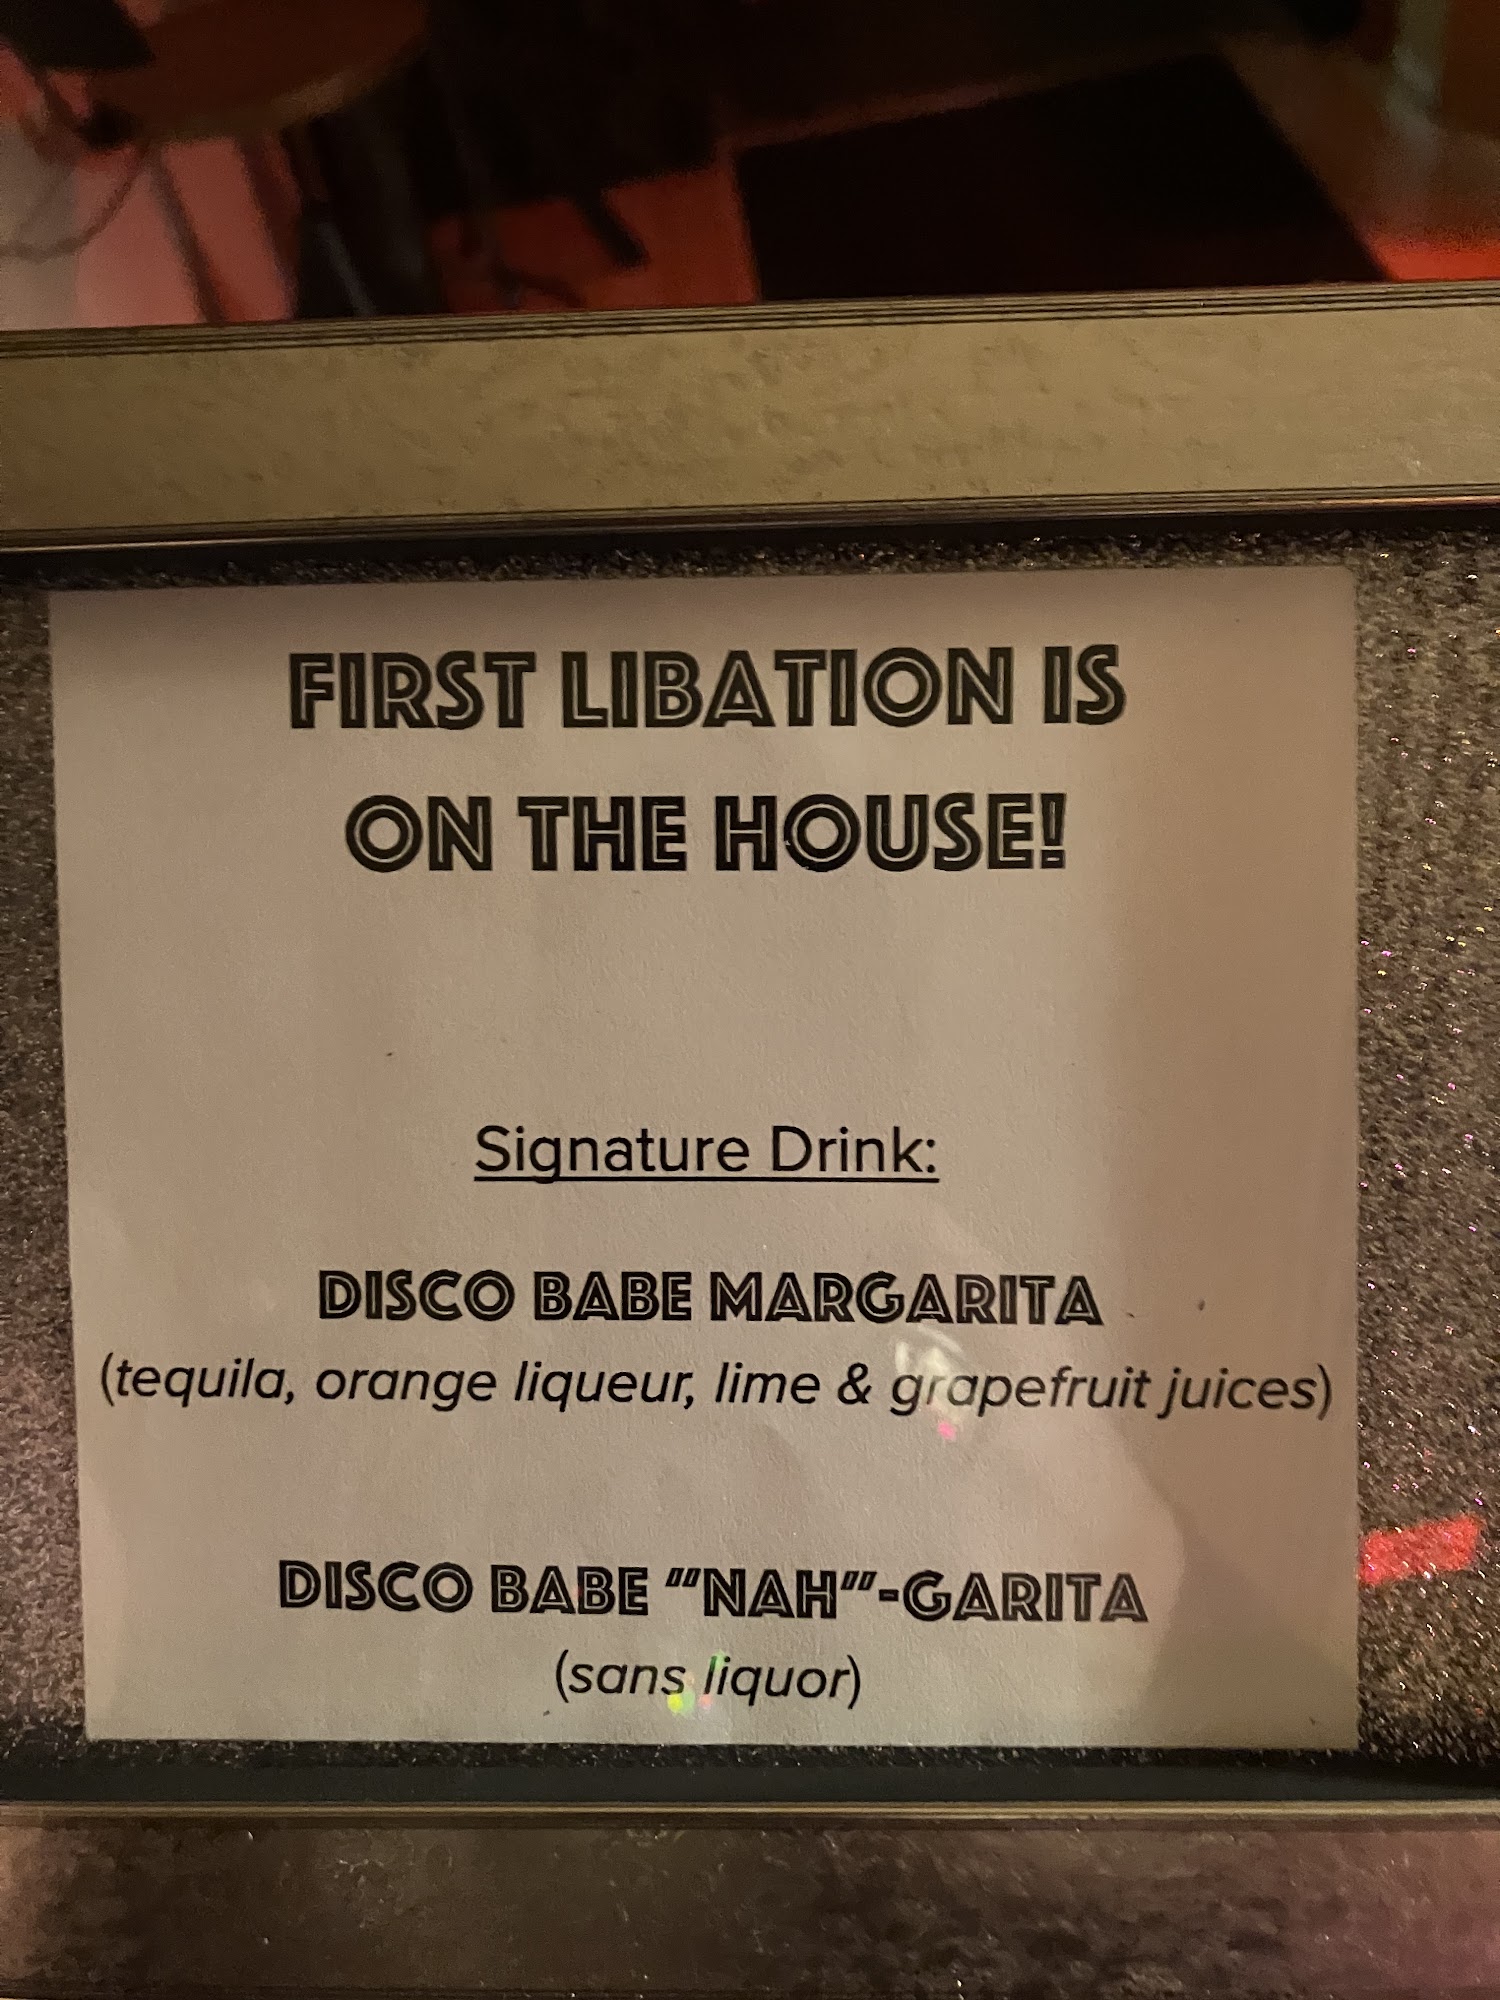 FIRST LIBATION IS
ON THE HOUSE!
Signature Drink:
DISCO BABE MARGARITA
(tequila, orange liqueur, lime & grapefruit juices)
DISCO BABE "NAH"-GARITA
(sans liquor)